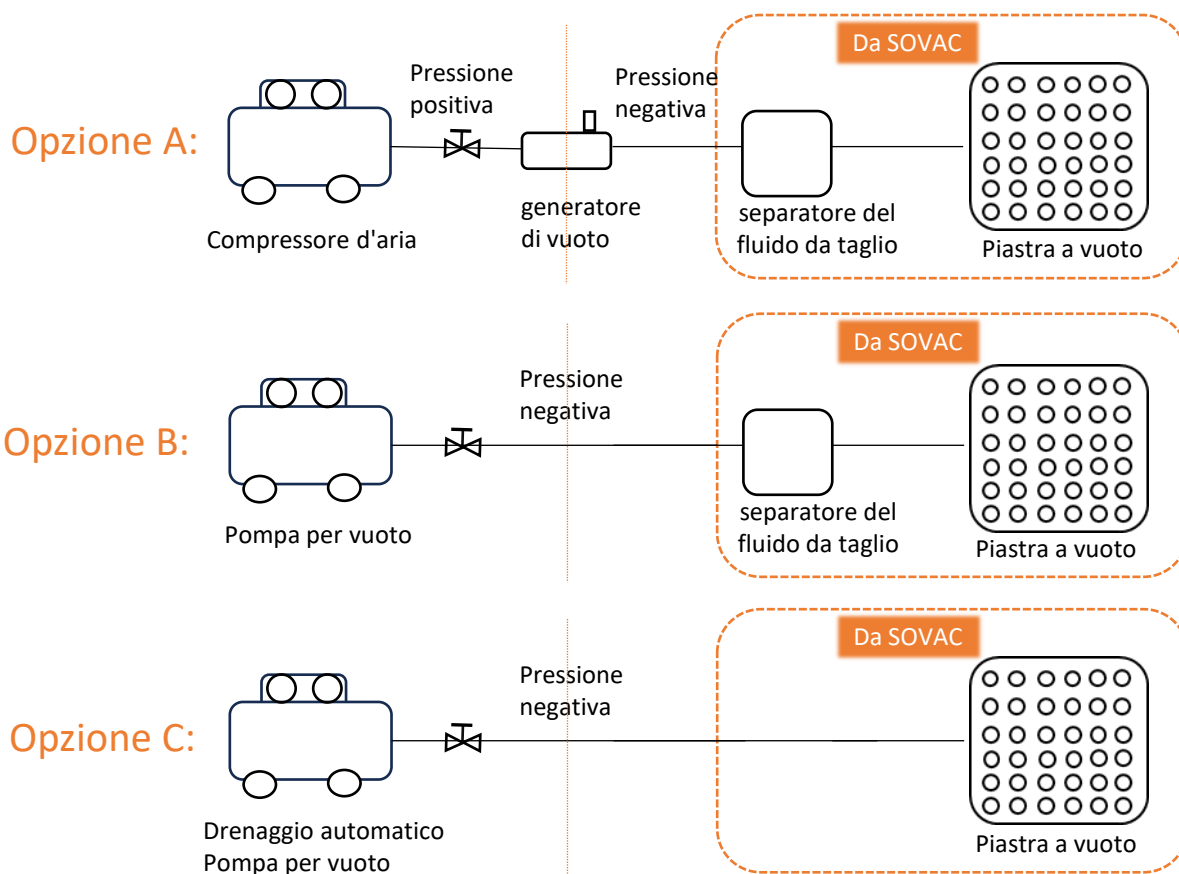 Da SOVAC
Pressione
positiva
Pressione
negativa
Opzione A:
generatore
di vuoto
separatore del
fluido da taglio
Compressore d'aria
Piastra a vuoto
Da SOVAC
Pressione
negativa
Opzione B:
separatore del
fluido da taglio
Pompa per vuoto
Piastra a vuoto
Da SOVAC
Pressione
negativa
Opzione C:
Drenaggio automatico
Pompa per vuoto
Piastra a vuoto